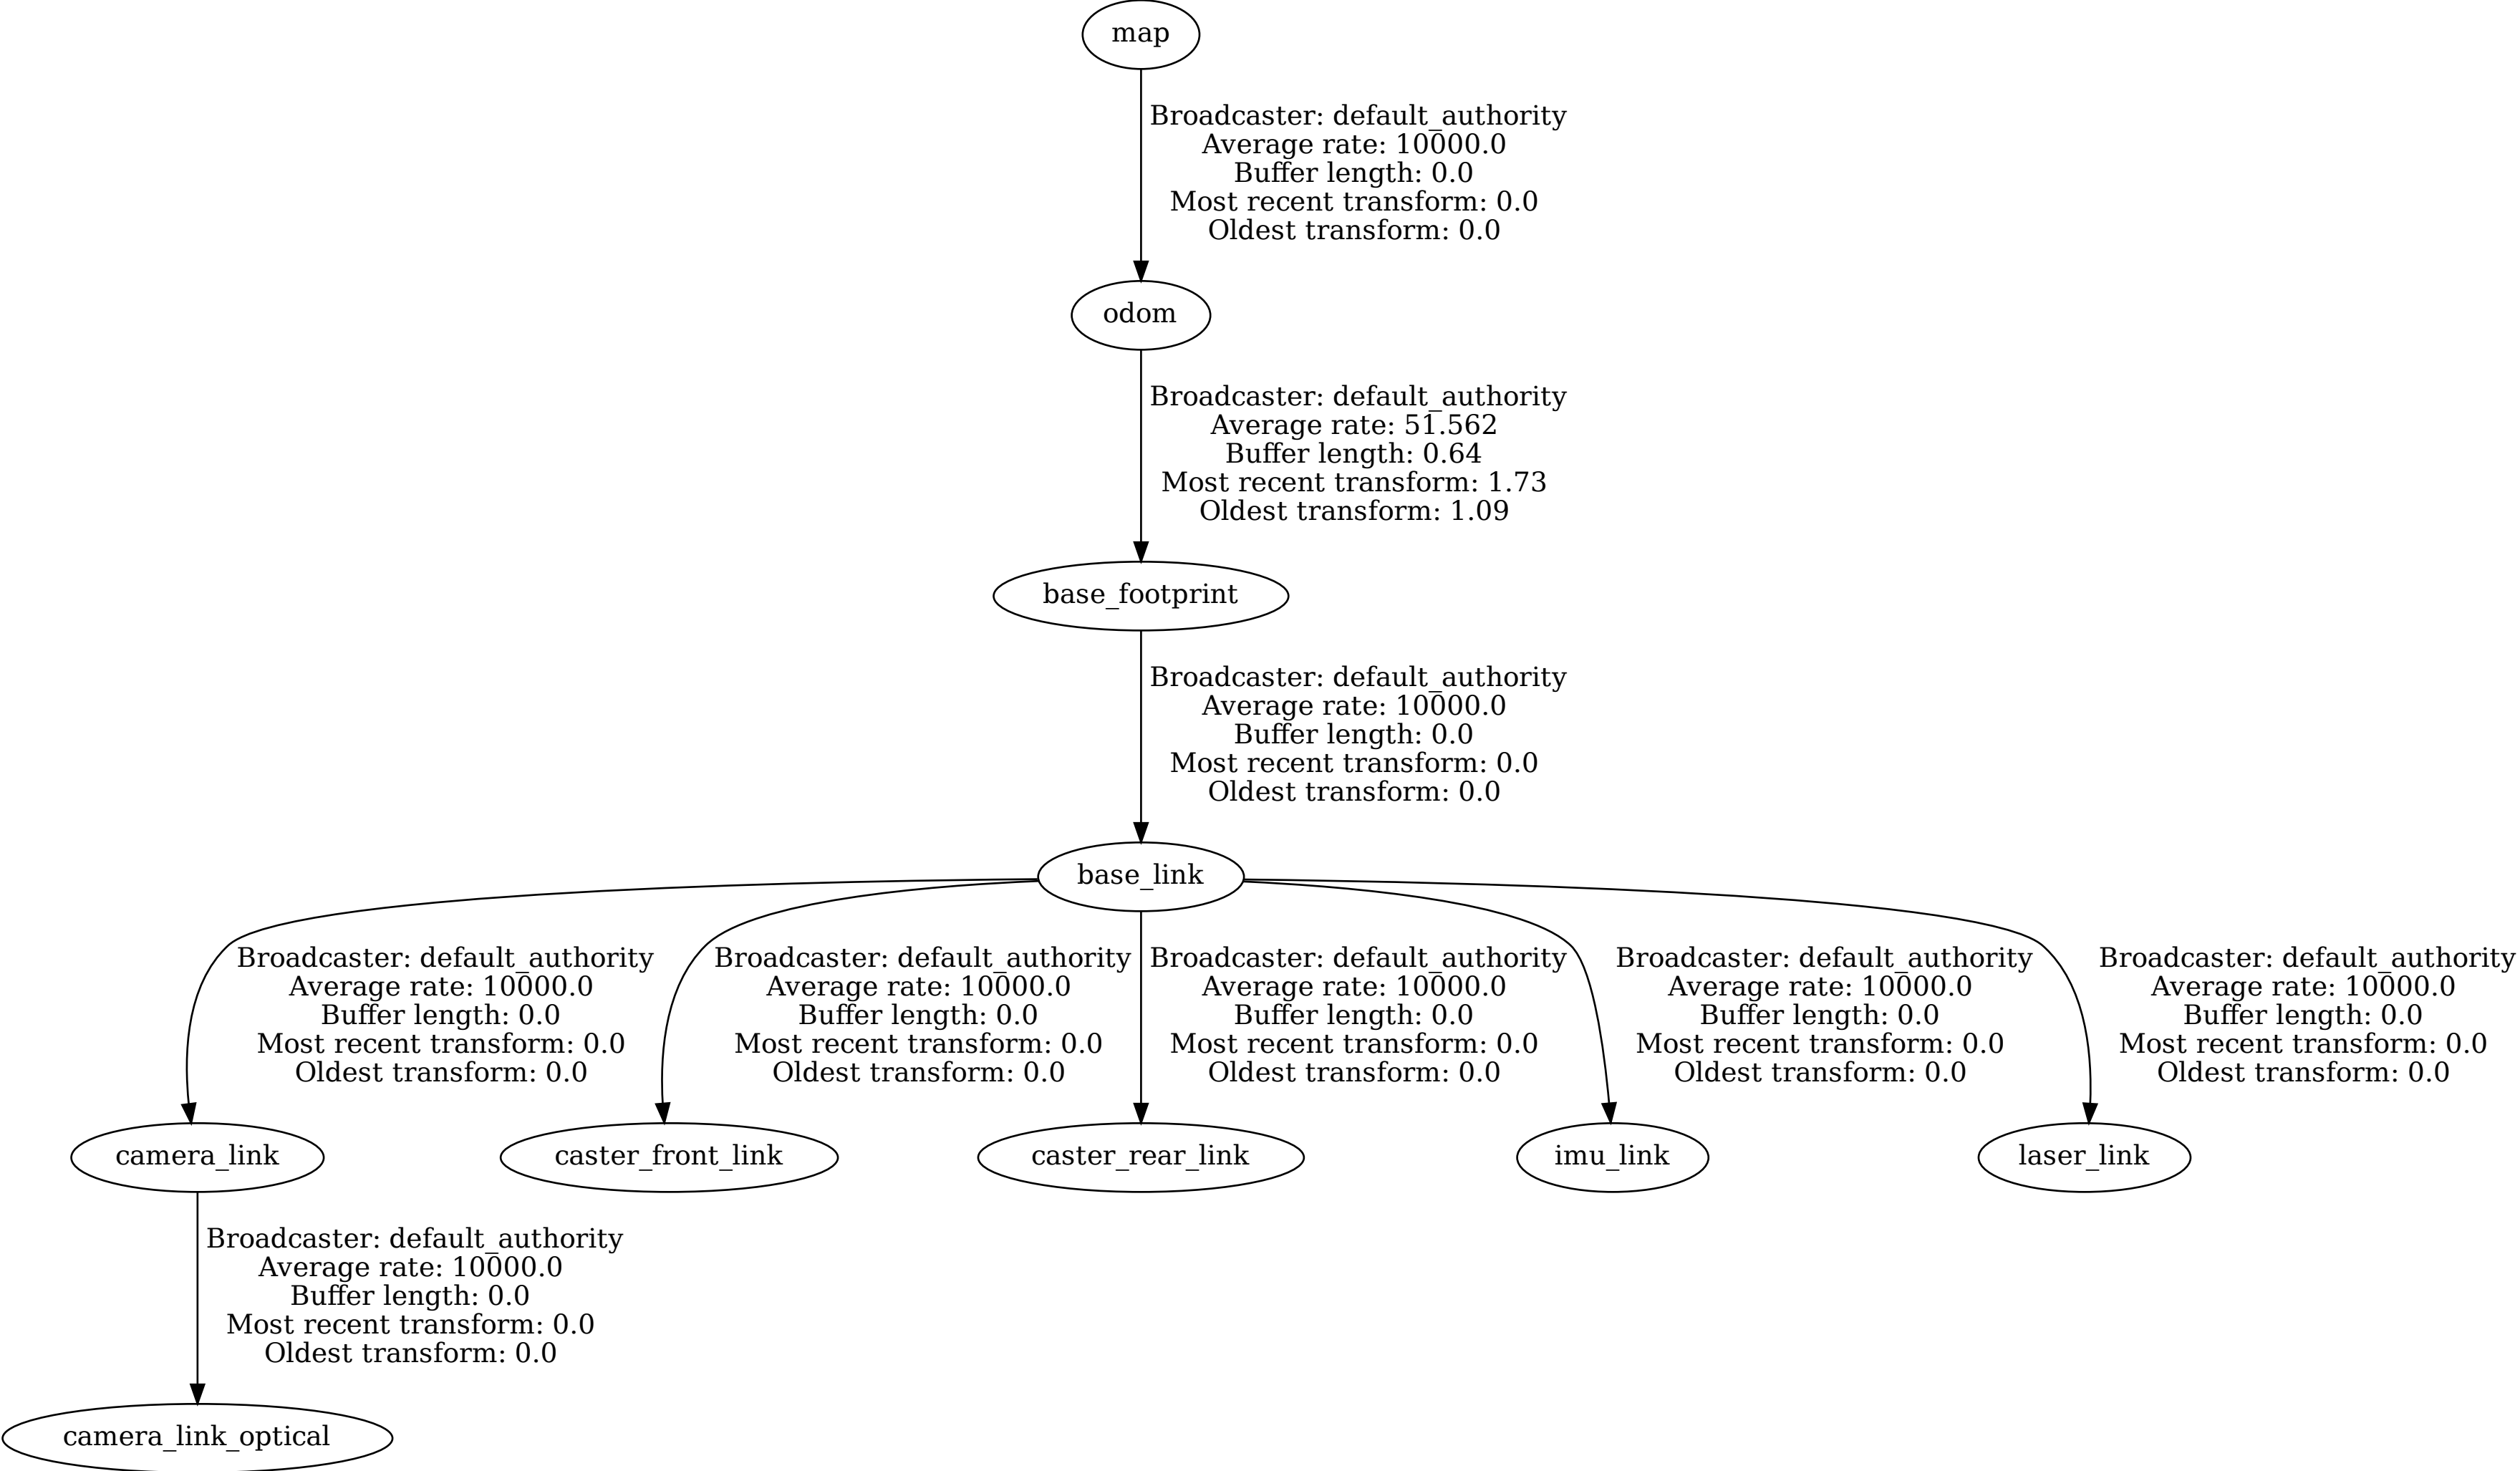 map
Broadcaster: default_authority
Average rate: 10000.0
Buffer length: 0.0
Most recent transform: 0.0
Oldest transform: 0.0
odom
Broadcaster: default_authority
Average rate: 51.562
Buffer length: 0.64
Most recent transform: 1.73
Oldest transform: 1.09
base_footprint
Broadcaster: default_authority
Average rate: 10000.0
Buffer length: 0.0
Most recent transform: 0.0
Oldest transform: 0.0
base_link
Broadcaster: default_authority
Average rate: 10000.0
Buffer length: 0.0
Most recent transform: 0.0
Oldest transform: 0.0
Broadcaster: default_authority
Average rate: 10000.0
Buffer length: 0.0
Most recent transform: 0.0
Oldest transform: 0.0
Broadcaster: default_authority
Average rate: 10000.0
Buffer length: 0.0
Most recent transform: 0.0
Oldest transform: 0.0
Broadcaster: default_authority
Average rate: 10000.0
Buffer length: 0.0
Most recent transform: 0.0
Oldest transform: 0.0
Broadcaster: default_authority
Average rate: 10000.0
Buffer length: 0.0
Most recent transform: 0.0
Oldest transform: 0.0
camera_link
caster_front_link
caster_rear_link
imu_link
laser_link
Broadcaster: default_authority
Average rate: 10000.0
Buffer length: 0.0
Most recent transform: 0.0
Oldest transform: 0.0
camera_link_optical